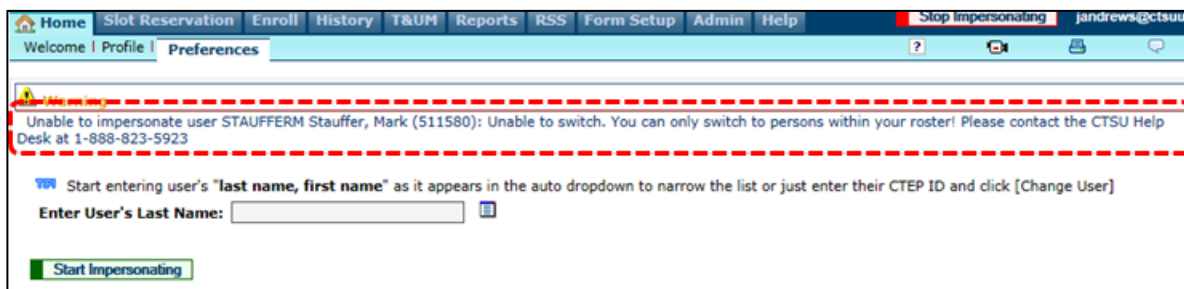 Home Slot Reservation Enroll History T&UM Reports RSS Form Setup Admin Help Stop Impersonating jandrews@ctsuu
Welcome | Profile | Preferences ?
Warning
Unable to impersonate user STAUFFERM Stauffer, Mark (511580): Unable to switch. You can only switch to persons within your roster! Please contact the CTSU Help
Desk at 1-888-823-5923
Start entering user's "last name, first name" as it appears in the auto dropdown to narrow the list or just enter their CTEP ID and click [Change User]
Enter User's Last Name:
Start Impersonating